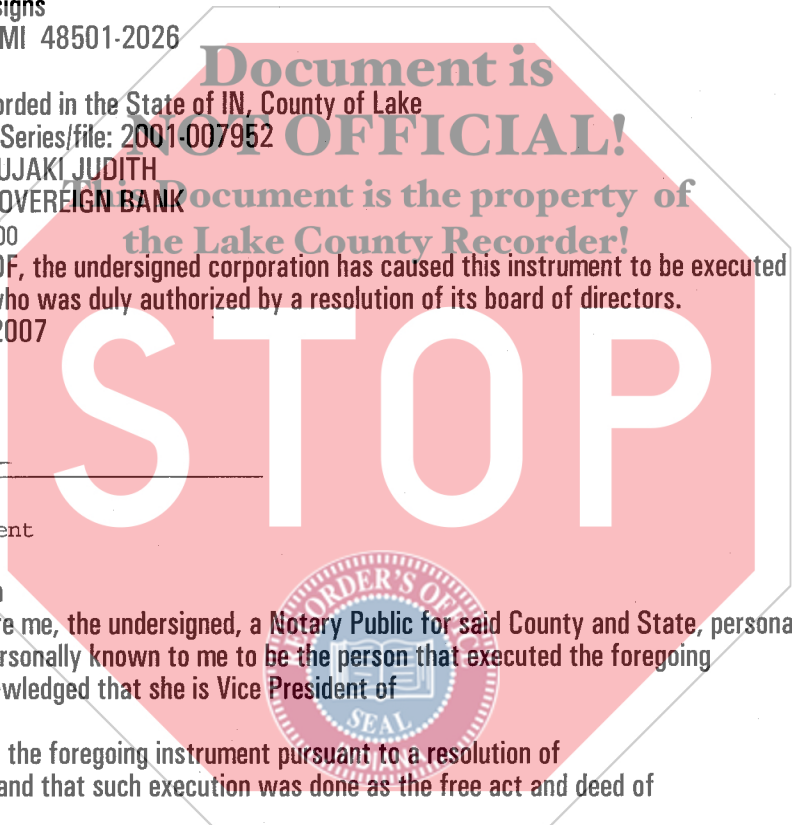 signs
MI 48501-2026
Document is
orded in the State of IN, County of Lake
Series/file: 2001-007952
NOT OFFICIAL!
UJAKI JUDITH
This Document is the property of
OVEREIGN BANK
00
the Lake County Recorder!
OF, the undersigned corporation has caused this instrument to be executed
who was duly authorized by a resolution of its board of directors.
2007
STOP
ent
n
re me, the undersigned, a Notary Public for said County and State, persona
rsonally known to me to be the person that executed the foregoing
wledged that she is Vice President of
RECORDER'S OFFICE
SEAL
INDIANA
the foregoing instrument pursuant to a resolution of
and that such execution was done as the free act and deed of